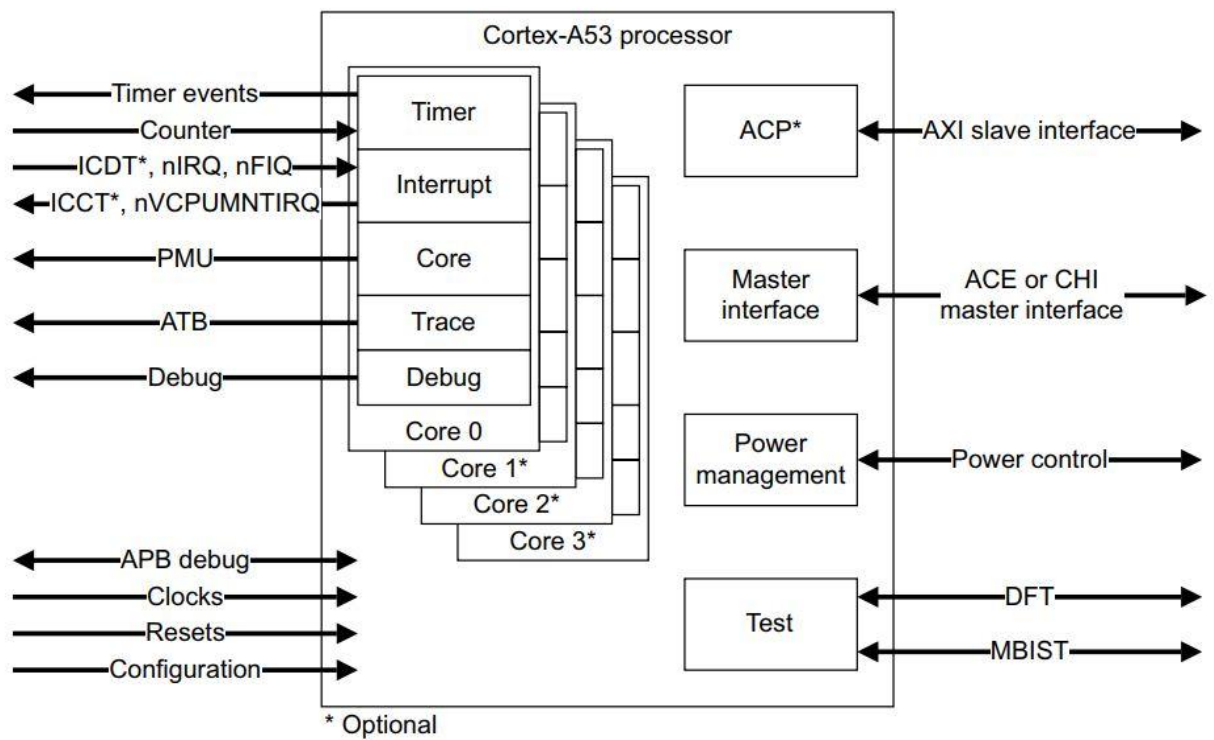 Cortex-A53 processor
Timer events
Counter
ICDT*, nIRQ, nFIQ
ICCT*, nVCPUMNTIRQ
PMU
ATB
Debug
Timer
Interrupt
Core
Trace
Debug
Core 0
Core 1*
Core 2*
Core 3*
APB debug
Clocks
Resets
Configuration
ACP*
AXI slave interface
Master
interface
ACE or CHI
master interface
Power
management
Power control
Test
DFT
MBIST
* Optional